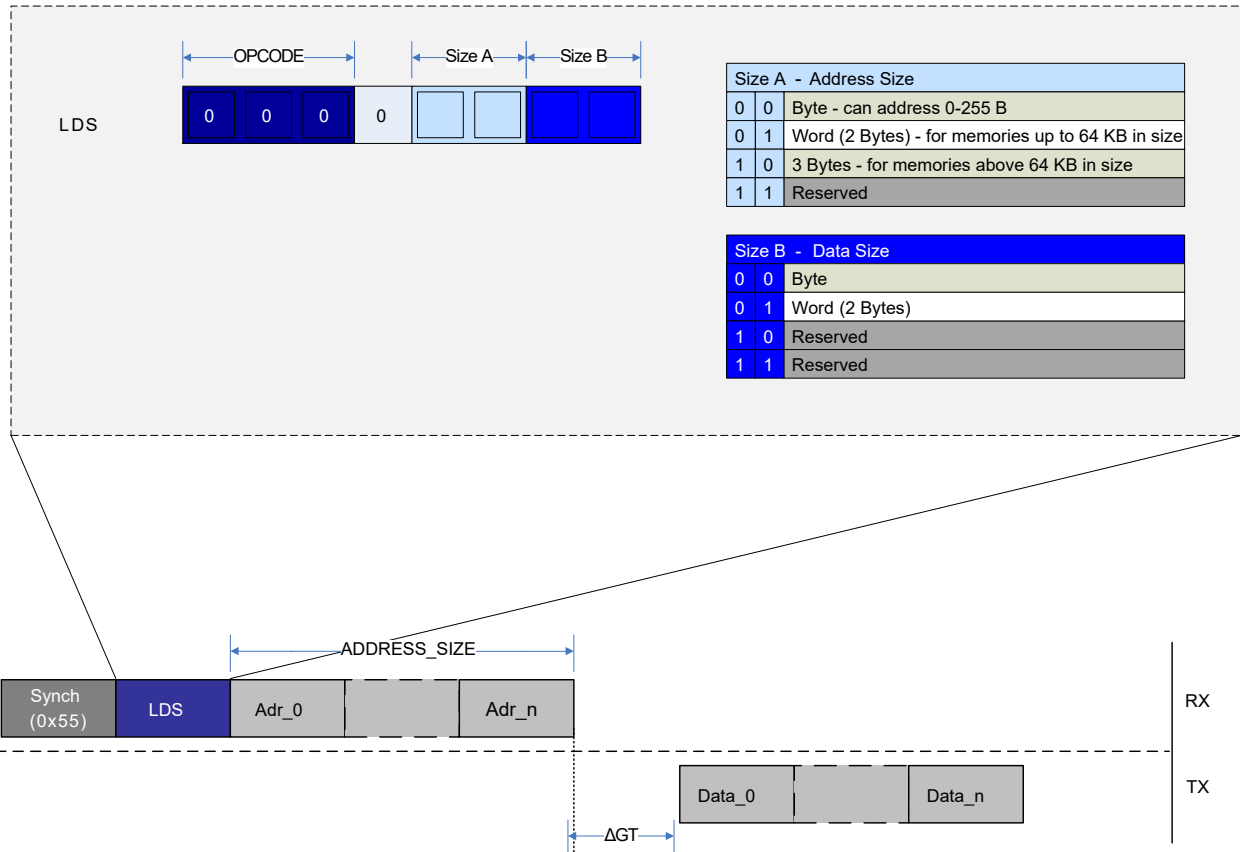 OPCODE Size A Size B
LDS 0 0 0 0
Size A - Address Size
0 0 Byte - can address 0-255 B
0 1 Word (2 Bytes) - for memories up to 64 KB in size
1 0 3 Bytes - for memories above 64 KB in size
1 1 Reserved
Size B - Data Size
0 0 Byte
0 1 Word (2 Bytes)
1 0 Reserved
1 1 Reserved
ADDRESS_SIZE
Synch
(0x55)
LDS Adr_0 Adr_n RX
Data_0 Data_n TX
ΔGT